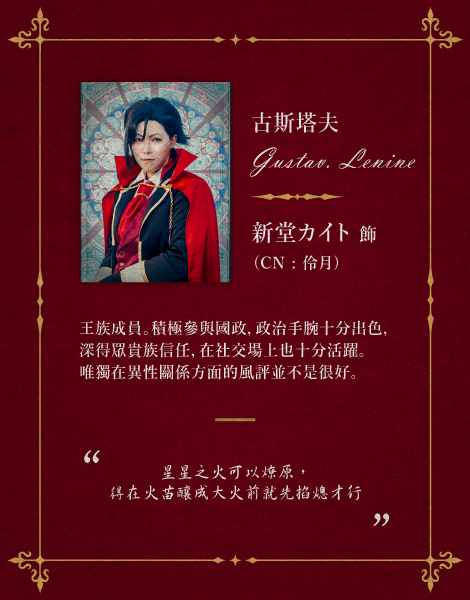 古斯塔夫
Gustav. Lenine
新堂カイト 飾
（CN：伶月）
王族成員。積極參與國政，政治手腕十分出色，
深得眾貴族信任，在社交場上也十分活躍。
唯獨在異性關係方面的風評並不是很好。
“
星星之火可以燎原，
得在火苗釀成大火前就先掐熄才行
”